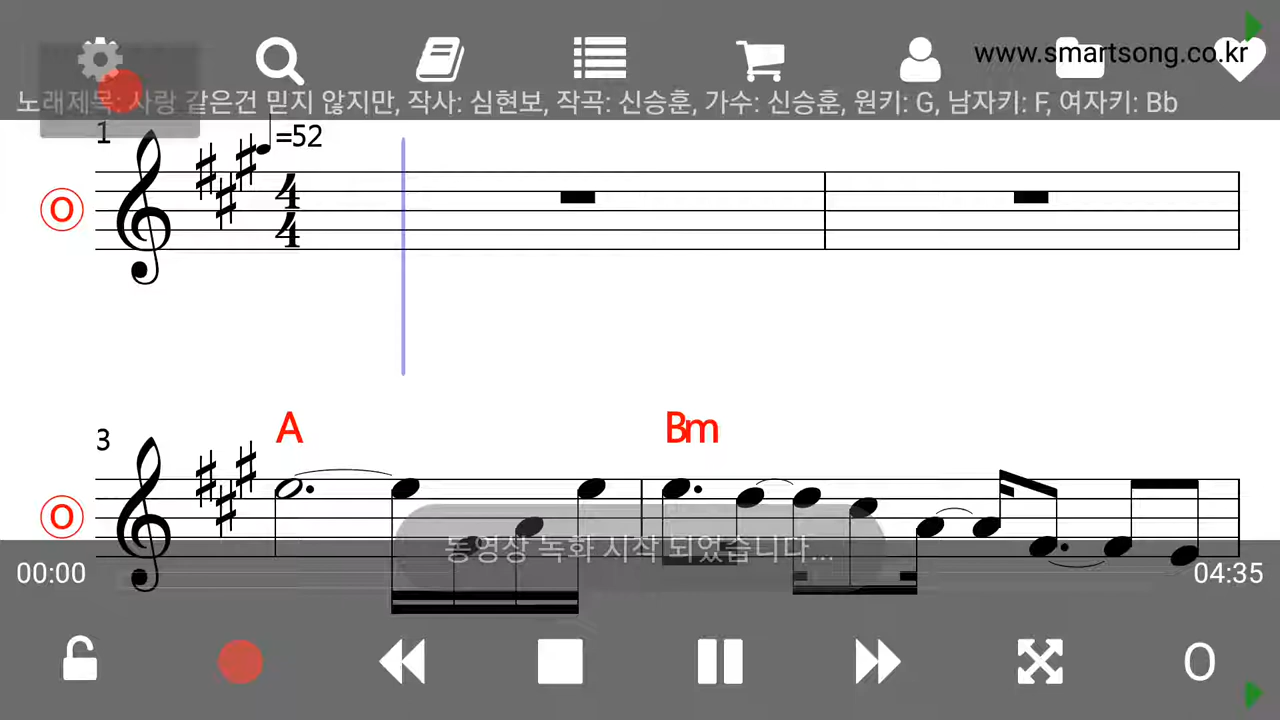 www.smartsong.co.kr
노래제목: 사랑 같은건 믿지 않지만, 작사: 심현보, 작곡: 신승훈, 가수: 신승훈, 원키: G, 남자키: F, 여자키: Bb
1 =52
O 4 4
A Bm
3
O
동영상 녹화 시작 되었습니다...
00:00 04:35
O